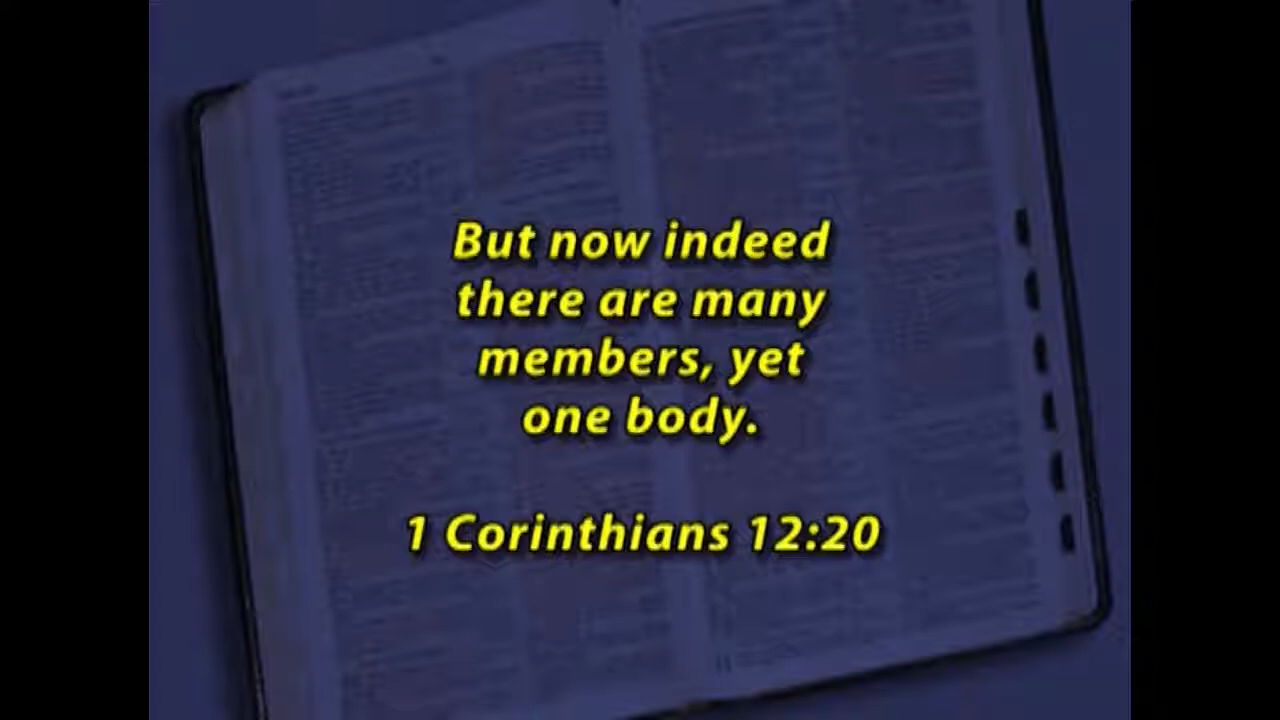 But now indeed
there are many
members, yet
one body.
1 Corinthians 12:20